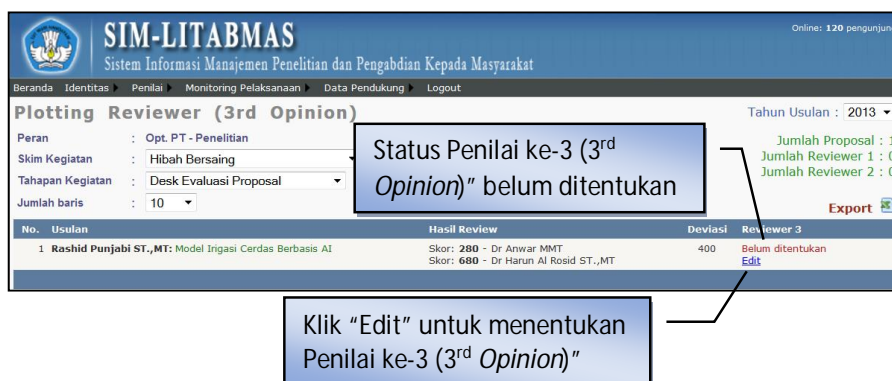 SIM-LITABMAS
Online: 120 pengunjun
Sistem Informasi Manajemen Penelitian dan Pengabdian Kepada Masyarakat
Beranda Identitas Penilai Monitoring Pelaksanaan Data Pendukung Logout
Plotting Reviewer (3rd Opinion)
Tahun Usulan : 2013
Peran : Opt. PT - Penelitian
Skim Kegiatan : Hibah Bersaing
Tahapan Kegiatan : Desk Evaluasi Proposal
Jumlah baris : 10
Jumlah Proposal : 1
Jumlah Reviewer 1 : 0
Jumlah Reviewer 2 : 0
Export
Status Penilai ke-3 (3rd
Opinion)" belum ditentukan
No. Usulan Hasil Review Deviasi Reviewer 3
1 Rashid Punjabi ST.,MT: Model Irigasi Cerdas Berbasis AI Skor: 280 - Dr Anwar MMT 400 Belum ditentukan
Skor: 680 - Dr Harun Al Rosid ST.,MT Edit
Klik "Edit" untuk menentukan
Penilai ke-3 (3rd Opinion)"